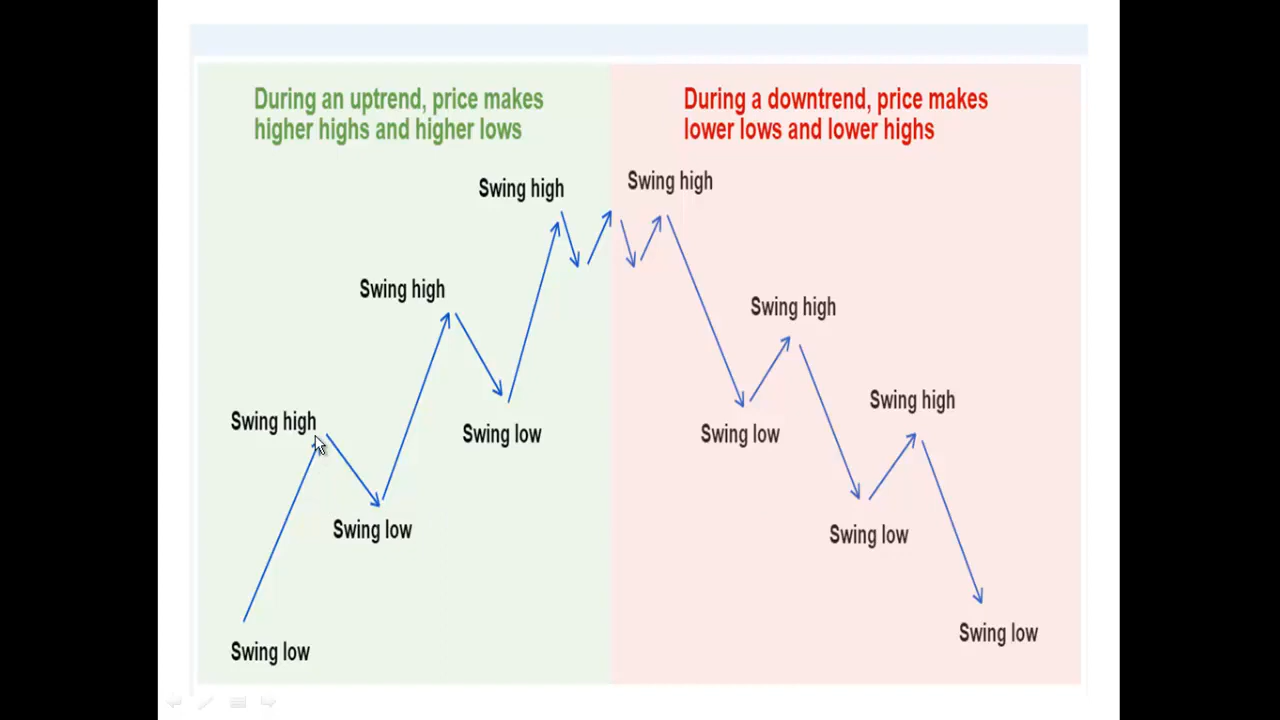 During an uptrend, price makes
higher highs and higher lows
During a downtrend, price makes
lower lows and lower highs
Swing high
Swing high
Swing high
Swing high
Swing high
Swing high
Swing low
Swing low
Swing low
Swing low
Swing low
Swing low